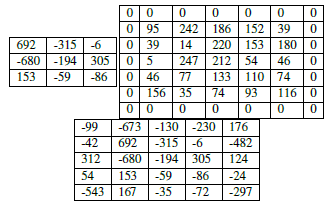 0 0 0 0 0 0 0
0 95 242 186 152 39 0
692 -315 -6 0 39 14 220 153 180 0
-680 -194 305 0 5 247 212 54 46 0
153 -59 -86 0 46 77 133 110 74 0
0 156 35 74 93 116 0
0 0 0 0 0 0 0
-99 -673 -130 -230 176
-42 692 -315 -6 -482
312 -680 -194 305 124
54 153 -59 -86 -24
-543 167 -35 -72 -297